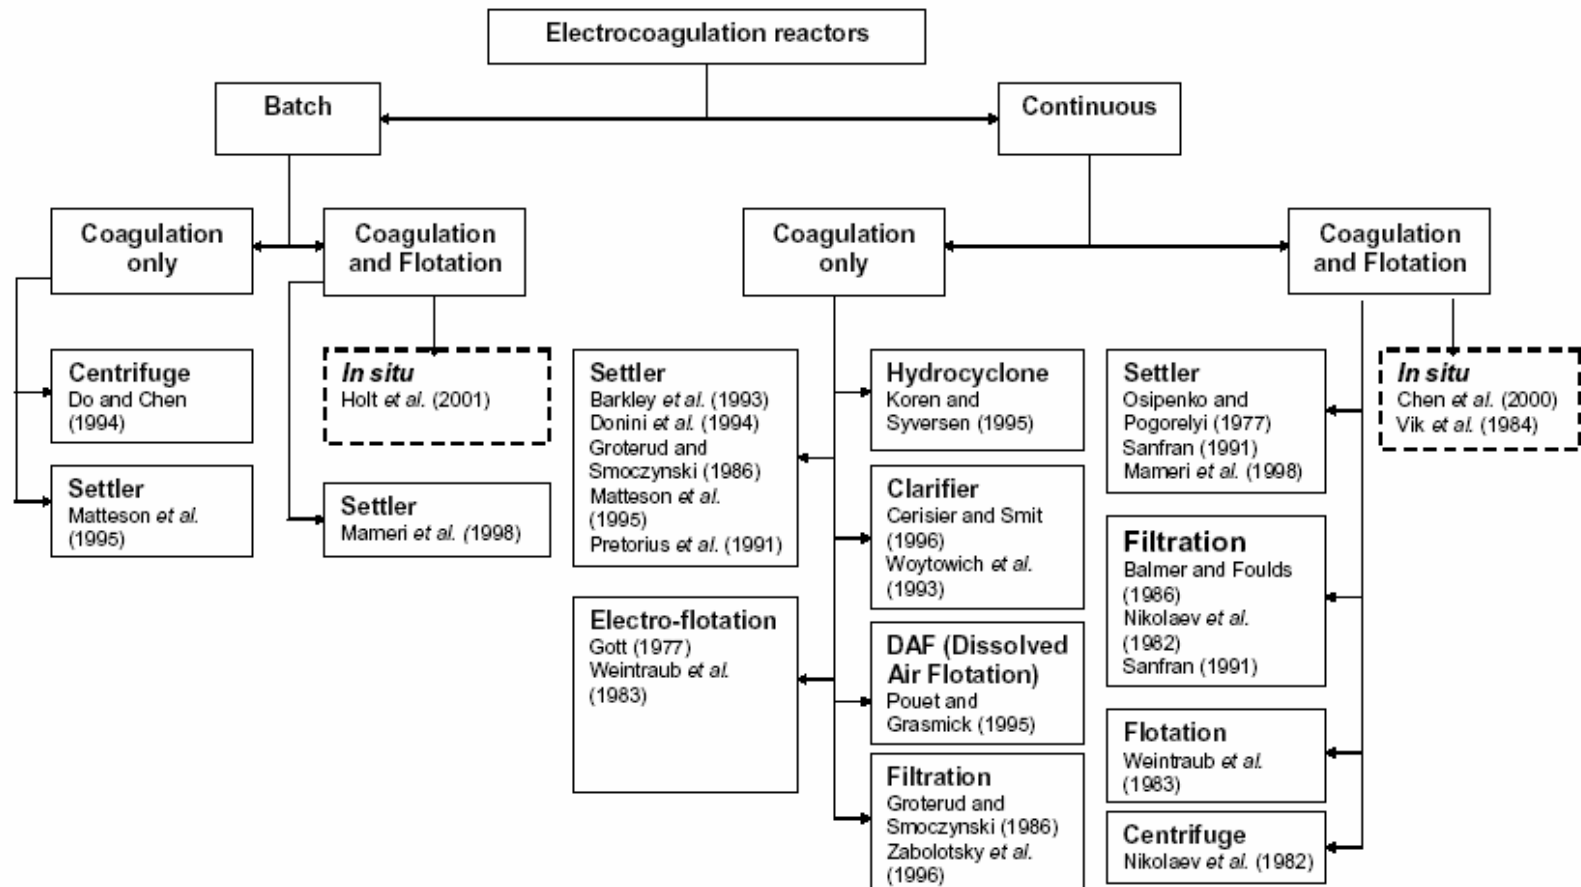 Electrocoagulation reactors
Batch
Continuous
Coagulation
only
Coagulation
and Flotation
Coagulation
only
Coagulation
and Flotation
Centrifuge
Do and Chen
(1994)
Settler
Matteson et al.
(1995)
In situ
Holt et al. (2001)
Settler
Mameri et al. (1998)
Settler
Barkley et al. (1993)
Donini et al. (1994)
Groterud and
Smoczynski (1986)
Matteson et al.
(1995)
Pretorius et al. (1991)
Electro-flotation
Gott (1977)
Weintraub et al.
(1983)
Hydrocyclone
Koren and
Syversen (1995)
Clarifier
Cerisier and Smit
(1996)
Woytowich et al.
(1993)
DAF (Dissolved
Air Flotation)
Pouet and
Grasmick (1995)
Filtration
Groterud and
Smoczynski (1986)
Zabolotsky et al.
(1996)
Settler
Osipenko and
Pogorelyi (1977)
Sanfran (1991)
Mameri et al. (1998)
Filtration
Balmer and Foulds
(1986)
Nikolaev et al.
(1982)
Sanfran (1991)
Flotation
Weintraub et al.
(1983)
Centrifuge
Nikolaev et al. (1982)
In situ
Chen et al. (2000)
Vik et al. (1984)